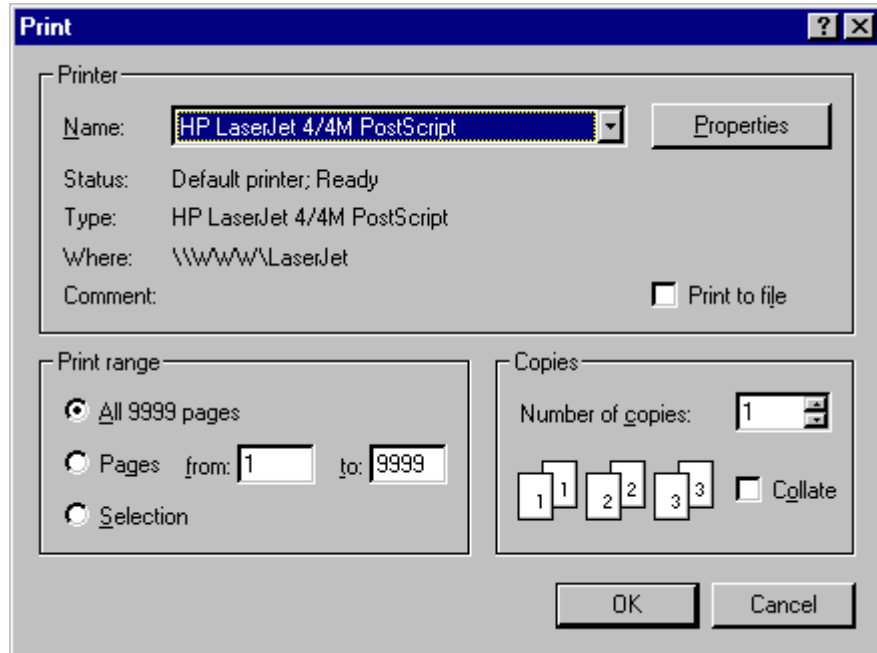 Print
Printer
Name: HP LaserJet 4/4M PostScript Properties
Status: Default printer; Ready
Type: HP LaserJet 4/4M PostScript
Where: \\WWW\LaserJet
Comment: Print to file
Print range
All 9999 pages
Pages from: 1 to: 9999
Selection
Copies
Number of copies: 1
1 1 2 2 3 3 Collate
OK Cancel